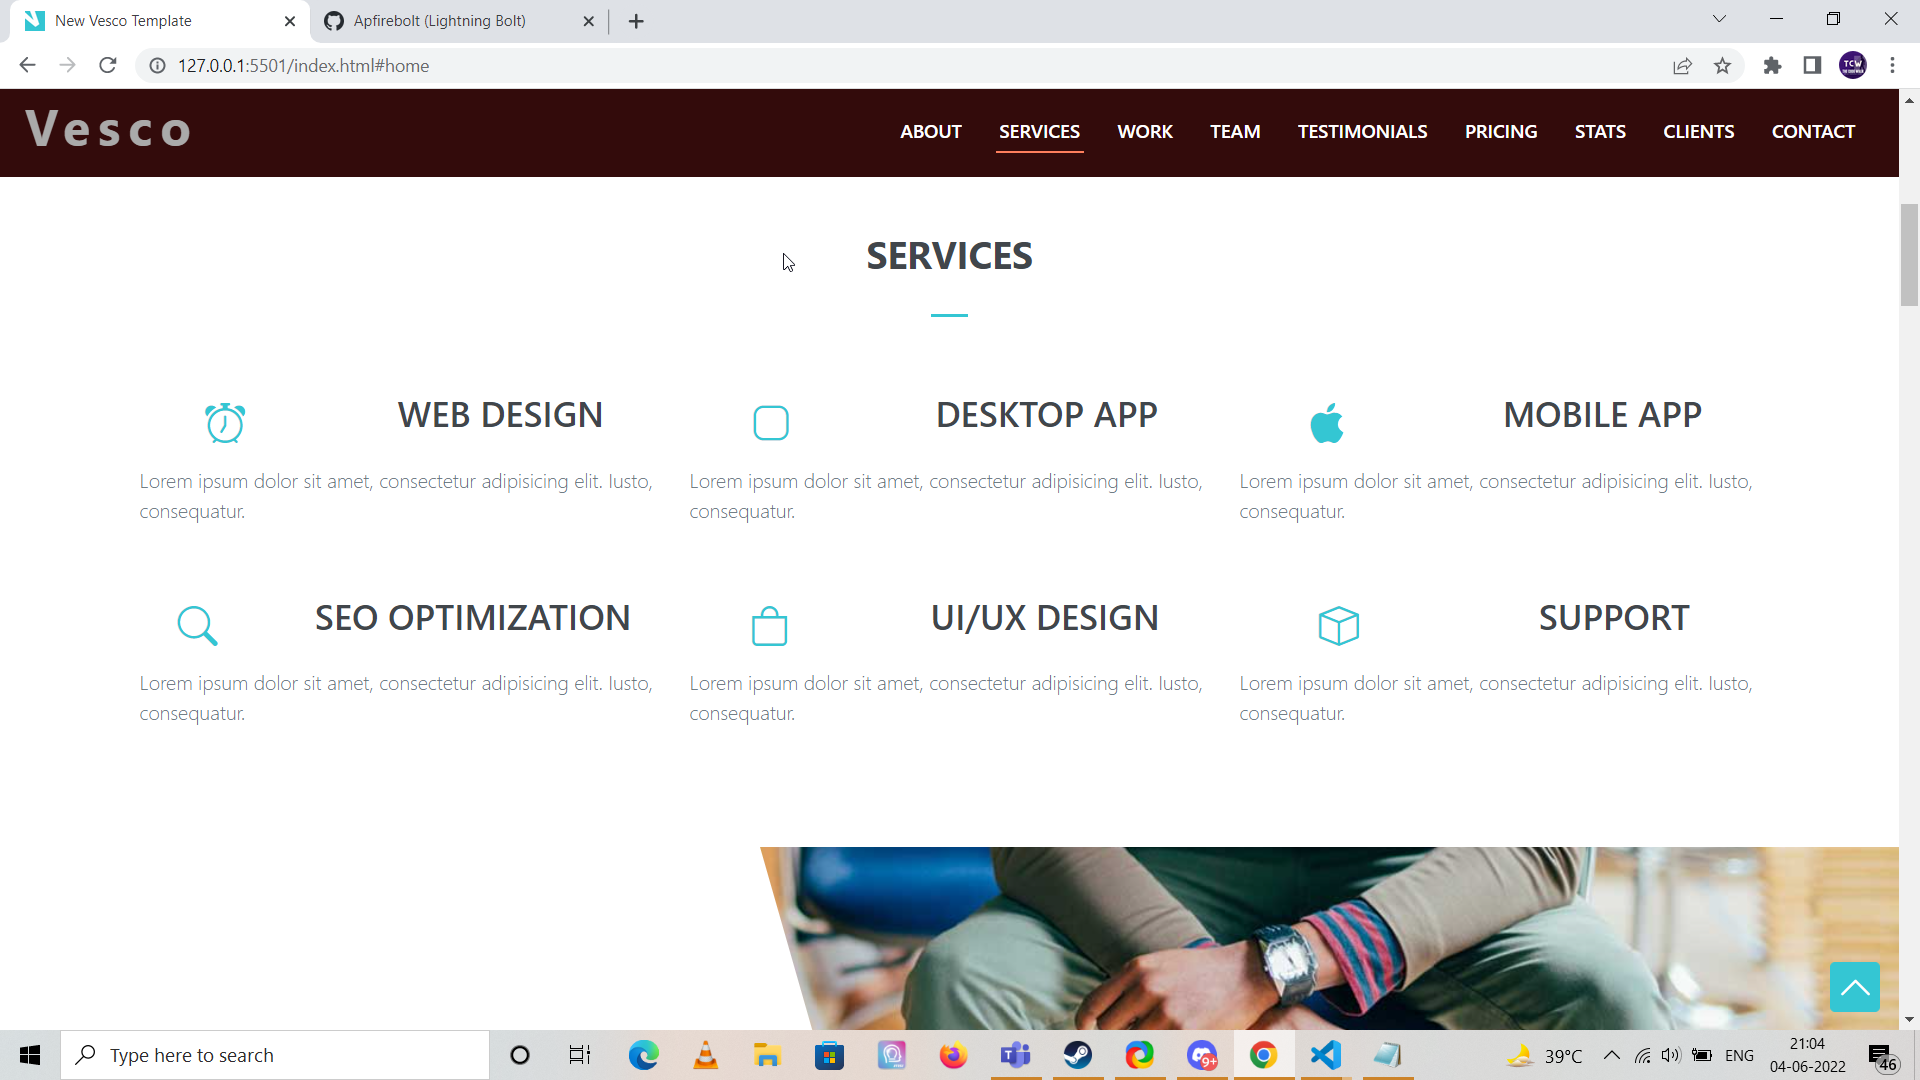 New Vesco Template
Apfirebolt (Lightning Bolt)
127.0.0.1:5501/index.html#home
TCW
Vesco
ABOUT SERVICES WORK TEAM TESTIMONIALS PRICING STATS CLIENTS CONTACT
SERVICES
WEB DESIGN
Lorem ipsum dolor sit amet, consectetur adipisicing elit. Iusto,
consequatur.
DESKTOP APP
Lorem ipsum dolor sit amet, consectetur adipisicing elit. Iusto,
consequatur.
MOBILE APP
Lorem ipsum dolor sit amet, consectetur adipisicing elit. Iusto,
consequatur.
SEO OPTIMIZATION
Lorem ipsum dolor sit amet, consectetur adipisicing elit. Iusto,
consequatur.
UI/UX DESIGN
Lorem ipsum dolor sit amet, consectetur adipisicing elit. Iusto,
consequatur.
SUPPORT
Lorem ipsum dolor sit amet, consectetur adipisicing elit. Iusto,
consequatur.
Type here to search
9+
39°C
ENG
21:04
04-06-2022
46